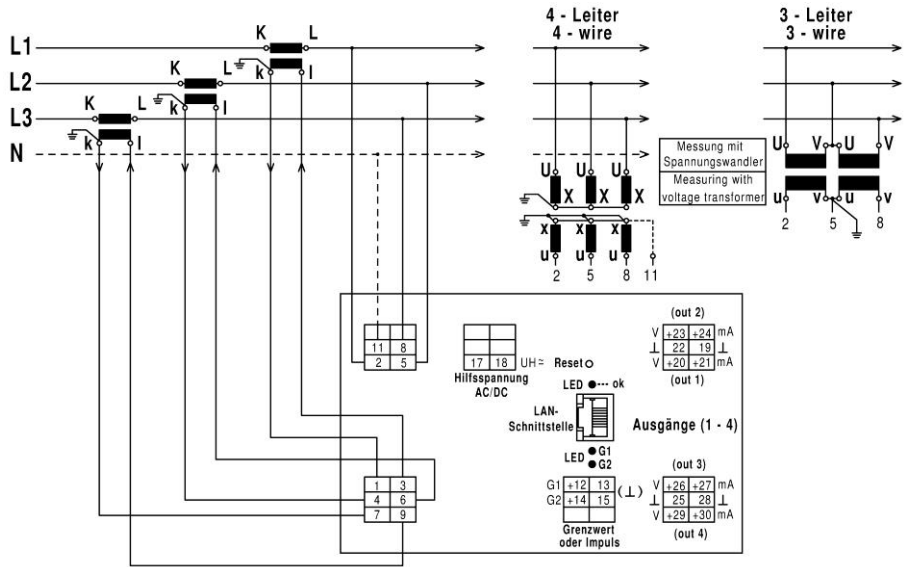 4 - Leiter
4 - wire
3 - Leiter
3 - wire
L1
K L
k l
L2
K L
k l
L3
K L
k l
N
U U U
X X X
x x x
u u u
2 5 8 11
Messung mit
Spannungswandler
Measuring with
voltage transformer
U V U V
u v u v
2 5 8
11 8
2 5
17 18 UH≃
Hilfsspannung
AC/DC
Reset
LED --- ok
LAN-
Schnittstelle
LED G1
G2
G1 +12 13
G2 +14 15
(⊥)
Grenzwert
oder Impuls
(out 2)
V +23 +24 mA
⊥ 22 19 ⊥
V +20 +21 mA
(out 1)
Ausgänge (1 - 4)
(out 3)
V +26 +27 mA
⊥ 25 28 ⊥
V +29 +30 mA
(out 4)
1 3
4 6
7 9